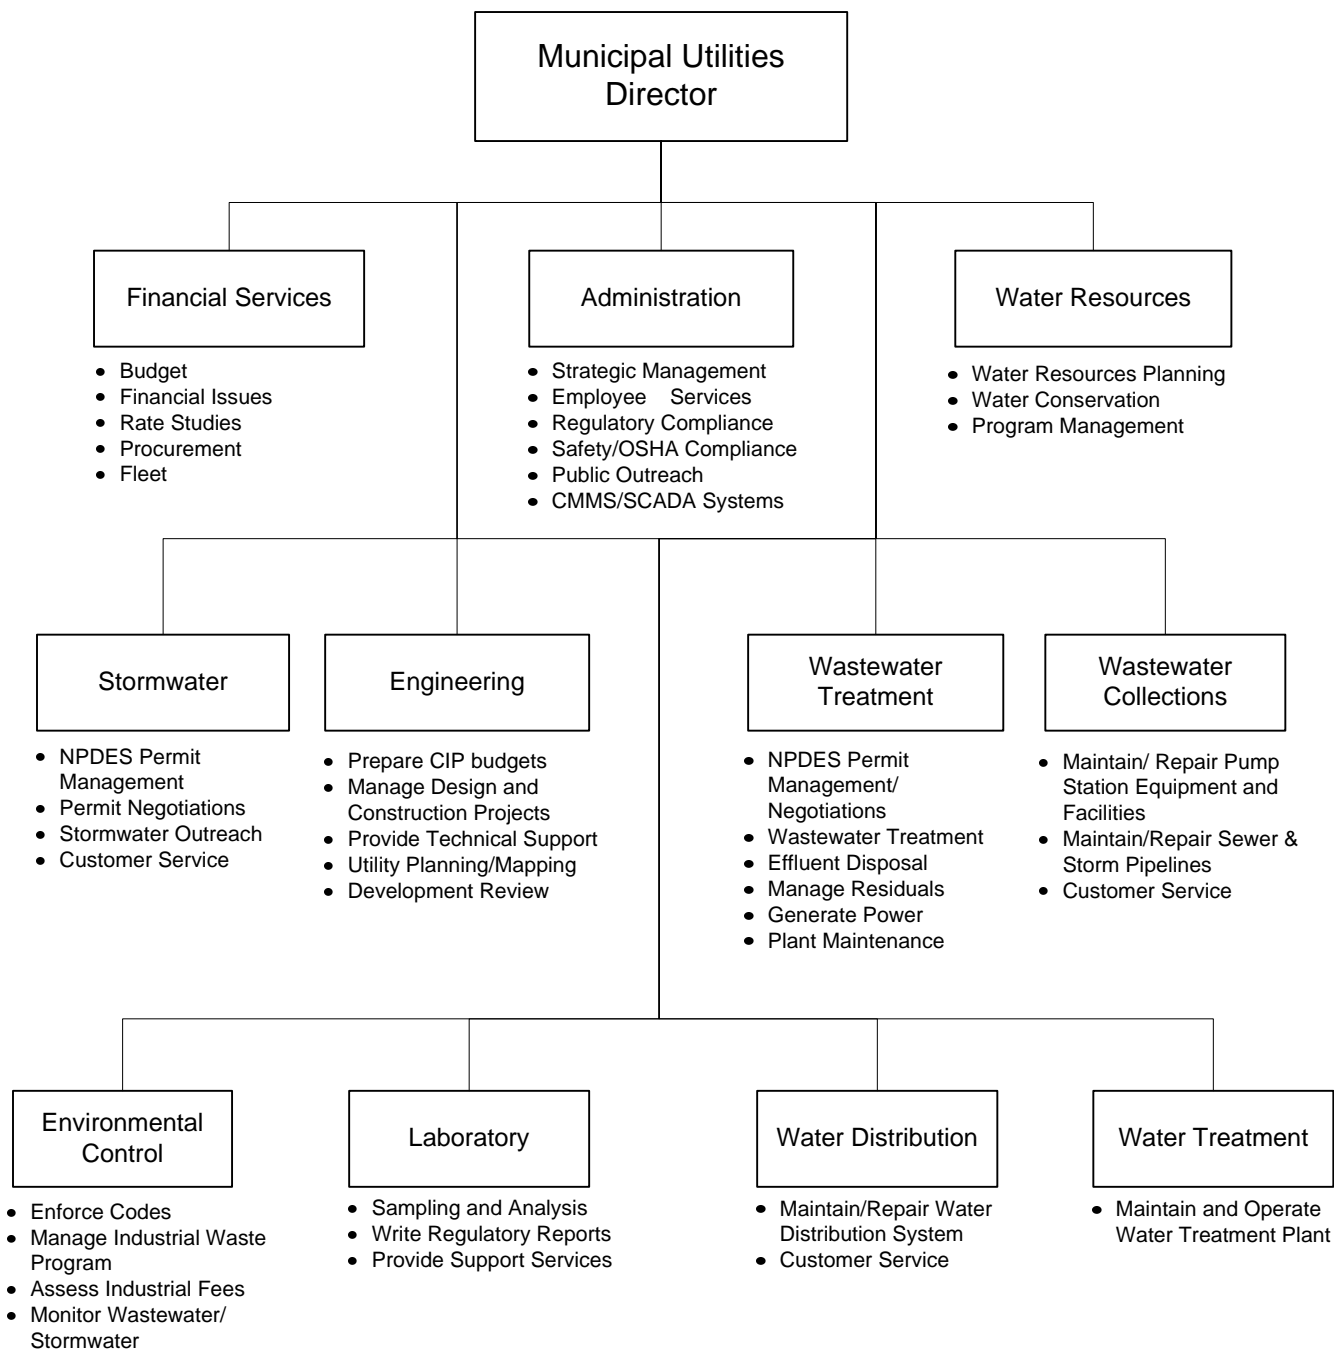 Municipal Utilities
Director
Financial Services
• Budget
• Financial Issues
• Rate Studies
• Procurement
• Fleet
Administration
• Strategic Management
• Employee Services
• Regulatory Compliance
• Safety/OSHA Compliance
• Public Outreach
• CMMS/SCADA Systems
Water Resources
• Water Resources Planning
• Water Conservation
• Program Management
Stormwater
• NPDES Permit
Management
• Permit Negotiations
• Stormwater Outreach
• Customer Service
Engineering
• Prepare CIP budgets
• Manage Design and
Construction Projects
• Provide Technical Support
• Utility Planning/Mapping
• Development Review
Wastewater
Treatment
• NPDES Permit
Management/
Negotiations
• Wastewater Treatment
• Effluent Disposal
• Manage Residuals
• Generate Power
• Plant Maintenance
Wastewater
Collections
• Maintain/ Repair Pump
Station Equipment and
Facilities
• Maintain/Repair Sewer &
Storm Pipelines
• Customer Service
Environmental
Control
• Enforce Codes
• Manage Industrial Waste
Program
• Assess Industrial Fees
• Monitor Wastewater/
Stormwater
Laboratory
• Sampling and Analysis
• Write Regulatory Reports
• Provide Support Services
Water Distribution
• Maintain/Repair Water
Distribution System
• Customer Service
Water Treatment
• Maintain and Operate
Water Treatment Plant